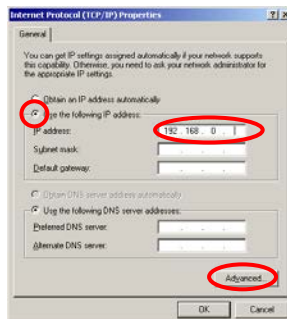 Internet Protocol (TCP/IP) Properties
General
You can get IP settings assigned automatically if your network supports
this capability. Otherwise, you need to ask your network administrator for
the appropriate IP settings.
Obtain an IP address automatically
Use the following IP address:
IP address:
192 . 168 . 0 .
Subnet mask:
Default gateway:
Obtain DNS server address automatically
Use the following DNS server addresses:
Preferred DNS server:
Alternate DNS server:
Advanced...
OK
Cancel